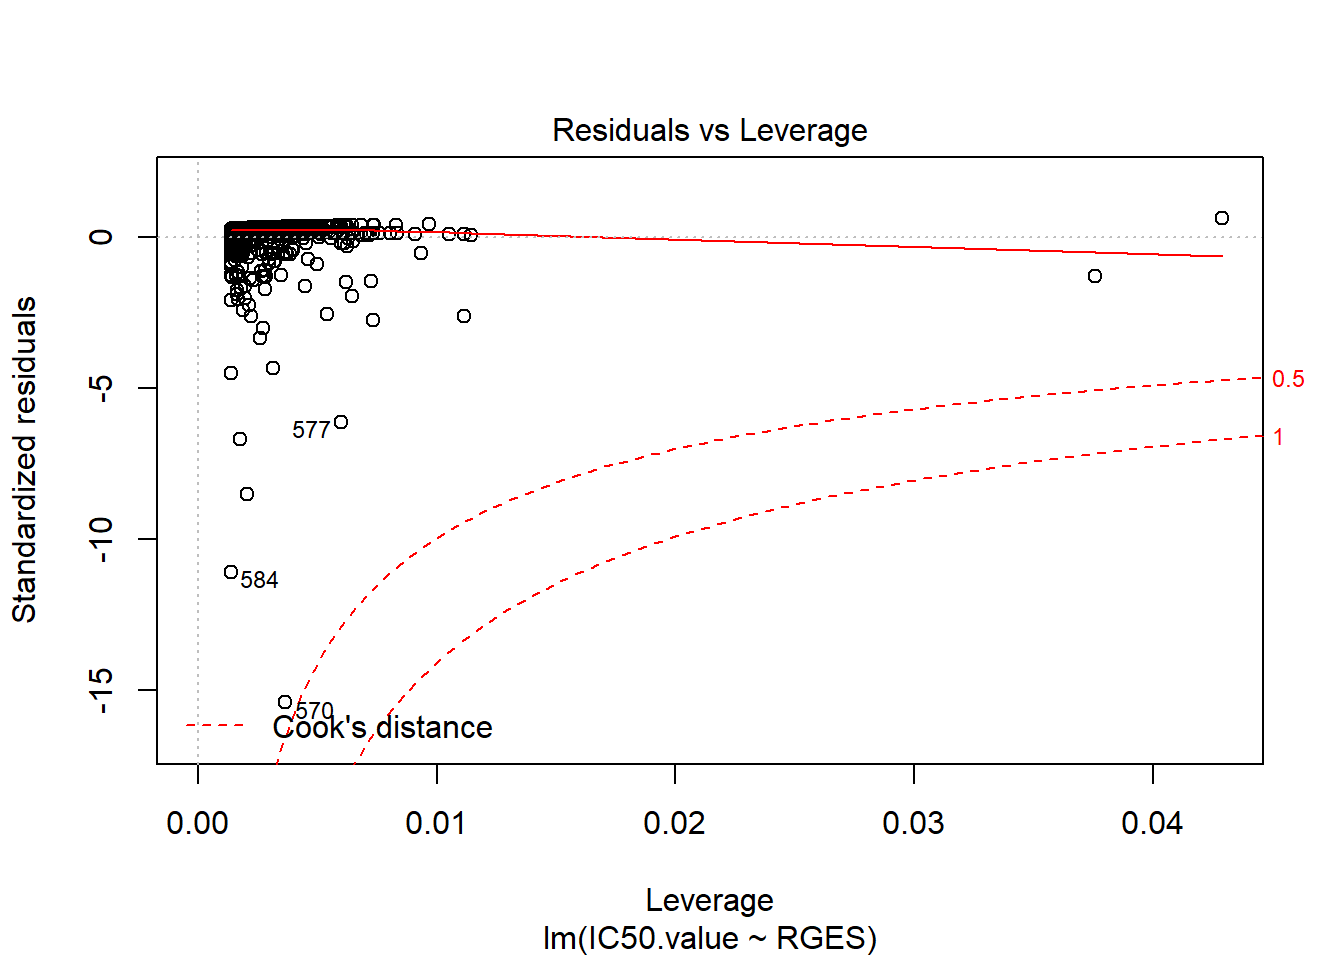 Residuals vs Leverage
Standardized residuals
0
-5
-10
-15
577
584
570
0.5
1
Cook's distance
0.00 0.01 0.02 0.03 0.04
Leverage
lm(IC50.value ~ RGES)